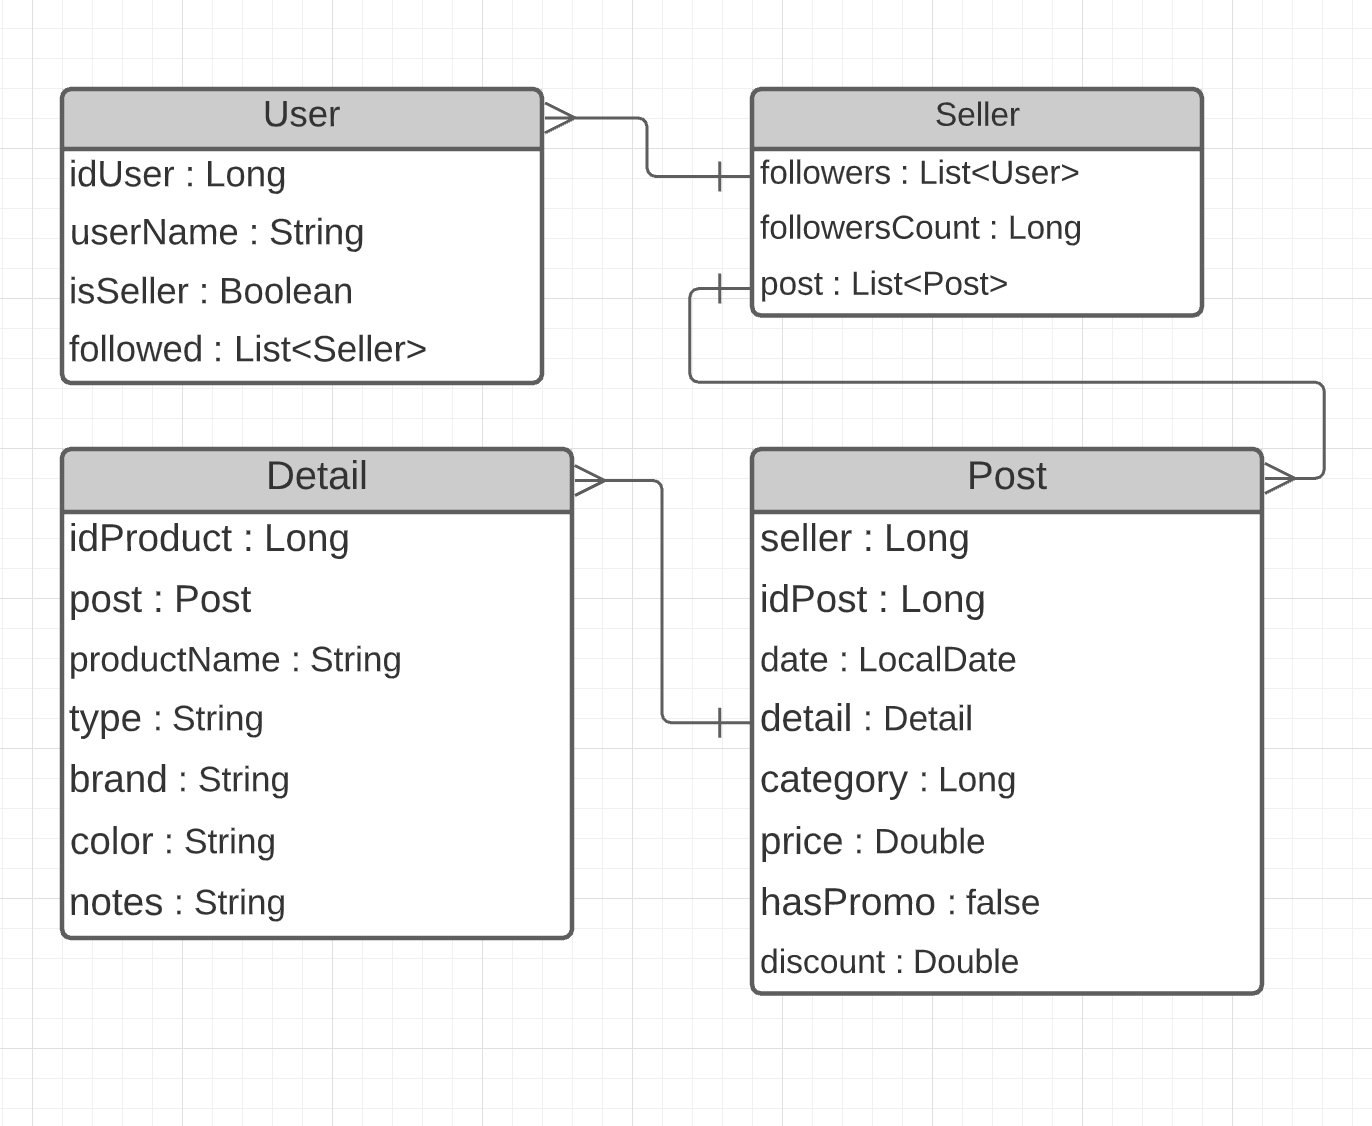 User
idUser : Long
userName : String
isSeller : Boolean
followed : List<Seller>
Seller
followers : List<User>
followersCount : Long
post : List<Post>
Detail
idProduct : Long
post : Post
productName : String
type : String
brand : String
color : String
notes : String
Post
seller : Long
idPost : Long
date : LocalDate
detail : Detail
category : Long
price : Double
hasPromo : false
discount : Double